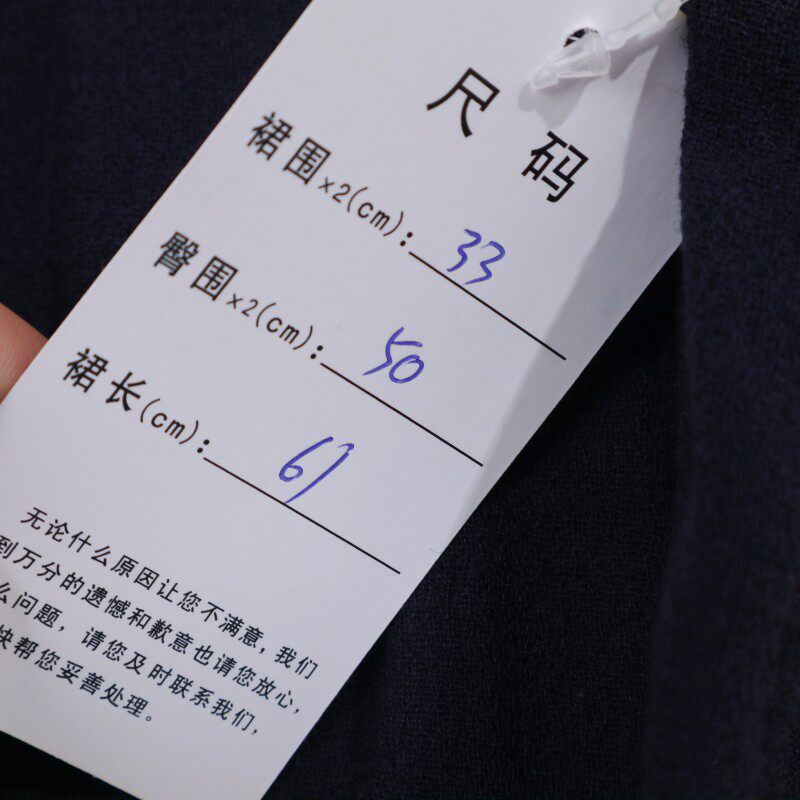 尺码
裙围x2(cm)：33
臀围x2(cm)：50
裙长(cm)：67
无论什么原因让您不满意，我们
到万分的遗憾和歉意也请您放心，
么问题，请您及时联系我们，
快帮您妥善处理。